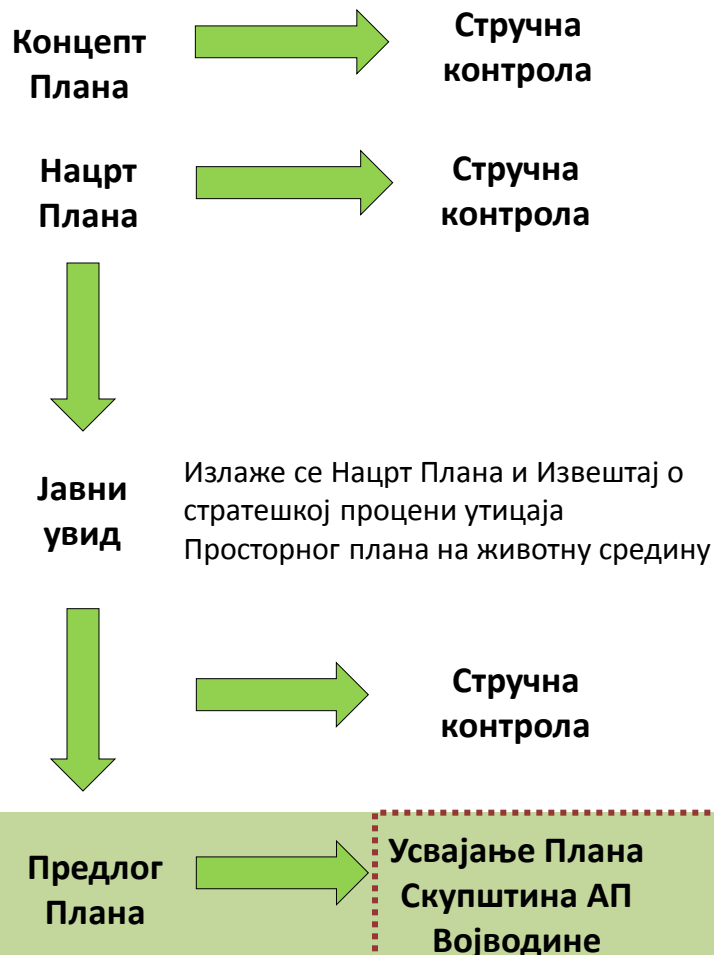 Концепт
Плана
Стручна
контрола
Нацрт
Плана
Стручна
контрола
Јавни
увид
Излаже се Нацрт Плана и Извештај о
стратешкој процени утицаја
Просторног плана на животну средину
Стручна
контрола
Предлог
Плана
Усвајање Плана
Скупштина АП
Војводине